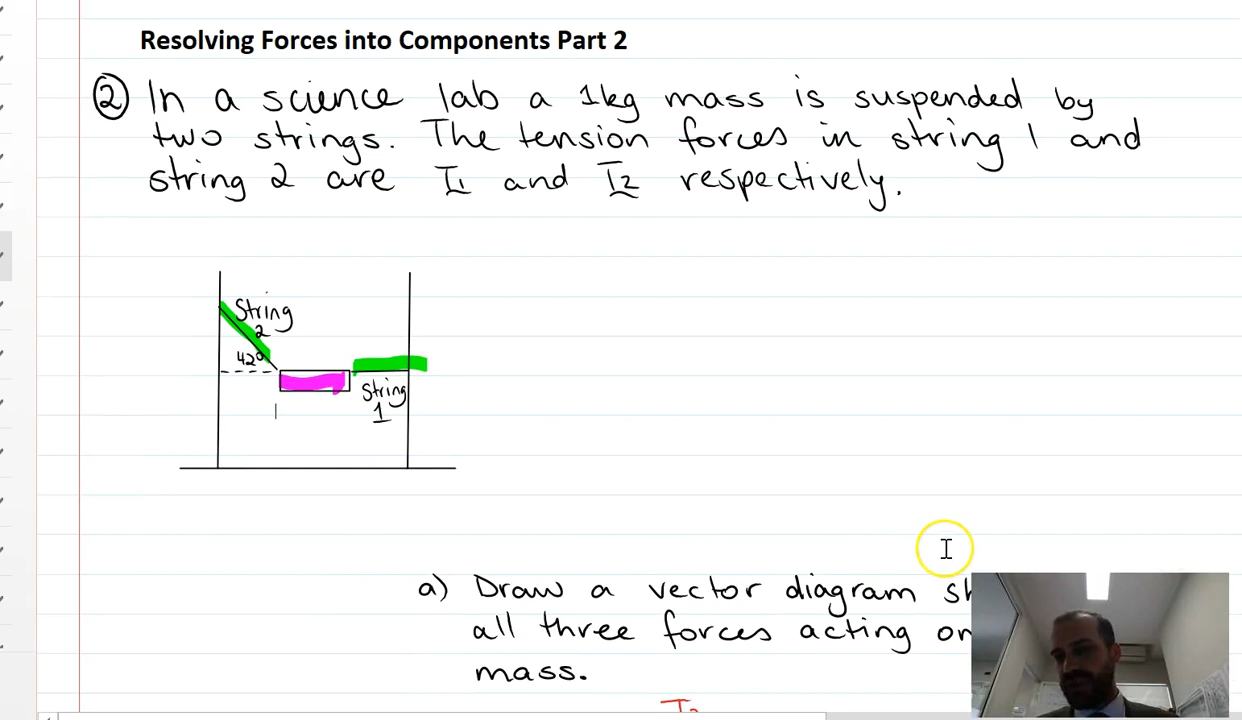 Resolving Forces into Components Part 2
② In a science lab a 1kg mass is suspended by
two strings. The tension forces in string 1 and
string 2 are T1 and T2 respectively.
String
2
42°
String
1
a) Draw a vector diagram
all three forces acting on
mass.